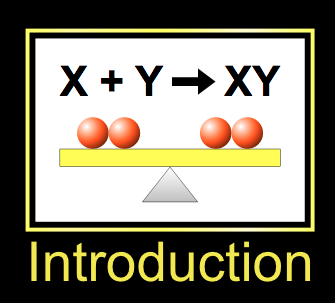 X + Y → XY
Introduction